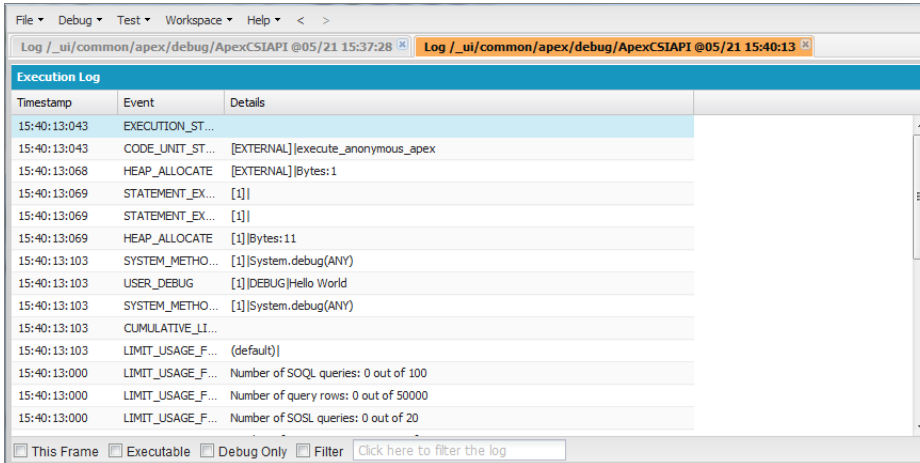 File Debug Test Workspace Help < >
Log /_ui/common/apex/debug/ApexCSIAPI @05/21 15:37:28 Log /_ui/common/apex/debug/ApexCSIAPI @05/21 15:40:13
Execution Log
Timestamp Event Details
15:40:13:043 EXECUTION_ST...
15:40:13:043 CODE_UNIT_ST... [EXTERNAL]|execute_anonymous_apex
15:40:13:068 HEAP_ALLOCATE [EXTERNAL]|Bytes:1
15:40:13:069 STATEMENT_EX... [1]|
15:40:13:069 STATEMENT_EX... [1]|
15:40:13:069 HEAP_ALLOCATE [1]|Bytes:11
15:40:13:103 SYSTEM_METHO... [1]|System.debug(ANY)
15:40:13:103 USER_DEBUG [1]|DEBUG|Hello World
15:40:13:103 SYSTEM_METHO... [1]|System.debug(ANY)
15:40:13:103 CUMULATIVE_LI...
15:40:13:103 LIMIT_USAGE_F... (default)|
15:40:13:000 LIMIT_USAGE_F... Number of SOQL queries: 0 out of 100
15:40:13:000 LIMIT_USAGE_F... Number of query rows: 0 out of 50000
15:40:13:000 LIMIT_USAGE_F... Number of SOSL queries: 0 out of 20
This Frame Executable Debug Only Filter Click here to filter the log